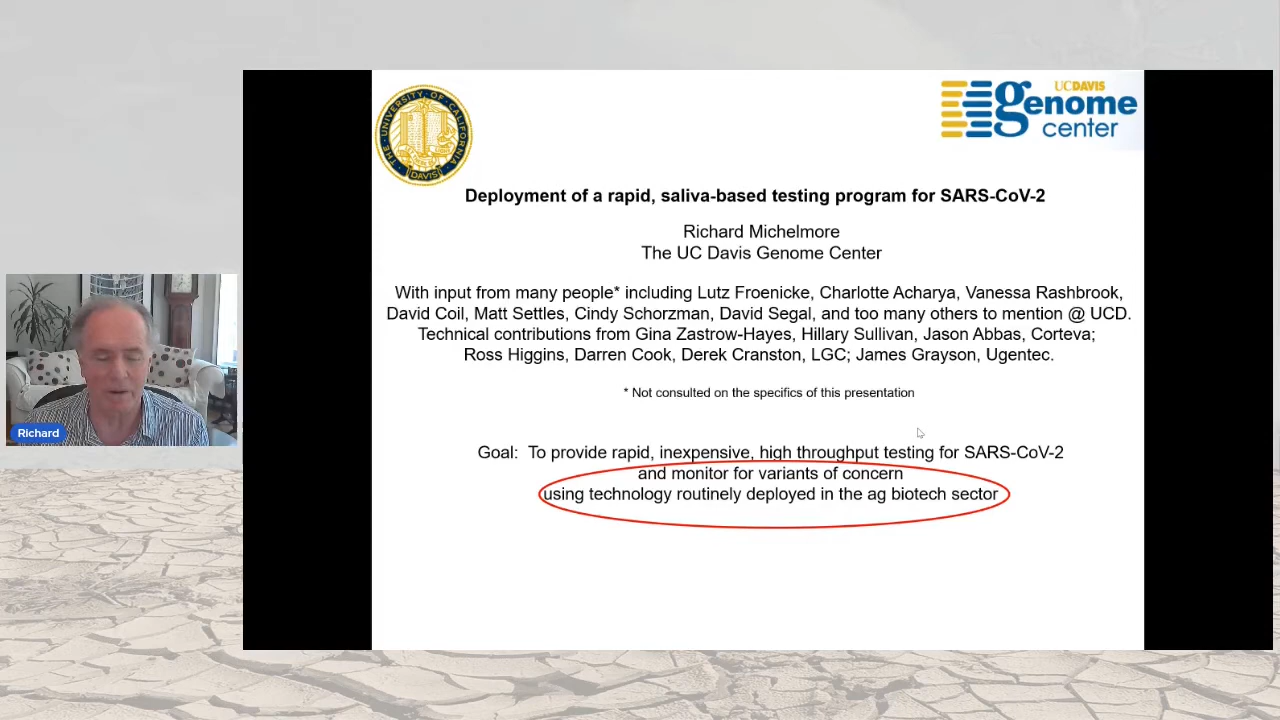 THE UNIVERSITY OF CALIFORNIA
DAVIS
UCDAVIS
genome
center
Deployment of a rapid, saliva-based testing program for SARS-CoV-2
Richard Michelmore
The UC Davis Genome Center
With input from many people* including Lutz Froenicke, Charlotte Acharya, Vanessa Rashbrook,
David Coil, Matt Settles, Cindy Schorzman, David Segal, and too many others to mention @ UCD.
Technical contributions from Gina Zastrow-Hayes, Hillary Sullivan, Jason Abbas, Corteva;
Ross Higgins, Darren Cook, Derek Cranston, LGC; James Grayson, Ugentec.
* Not consulted on the specifics of this presentation
Goal: To provide rapid, inexpensive, high throughput testing for SARS-CoV-2
and monitor for variants of concern
using technology routinely deployed in the ag biotech sector
Richard